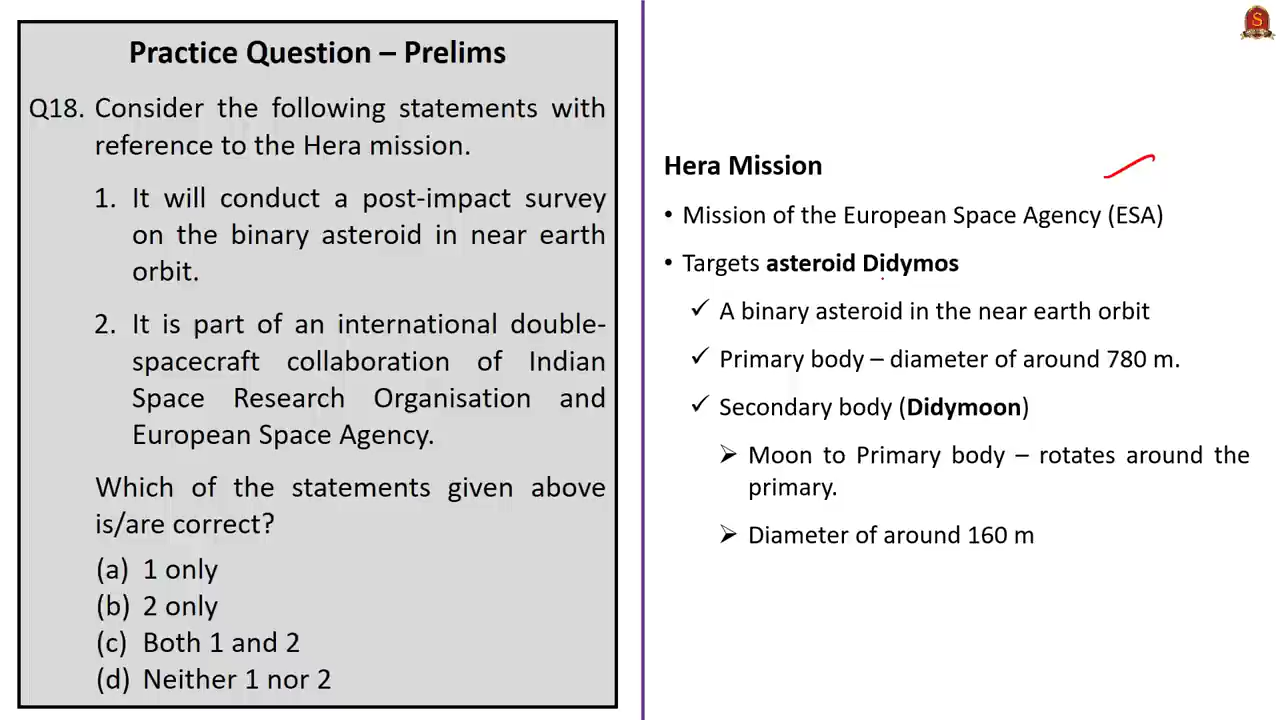 Practice Question – Prelims
Q18. Consider the following statements with
reference to the Hera mission.
1. It will conduct a post-impact survey
on the binary asteroid in near earth
orbit.
2. It is part of an international double-
spacecraft collaboration of Indian
Space Research Organisation and
European Space Agency.
Which of the statements given above
is/are correct?
(a) 1 only
(b) 2 only
(c) Both 1 and 2
(d) Neither 1 nor 2
Hera Mission
• Mission of the European Space Agency (ESA)
• Targets asteroid Didymos
✓ A binary asteroid in the near earth orbit
✓ Primary body – diameter of around 780 m.
✓ Secondary body (Didymoon)
➢ Moon to Primary body – rotates around the
primary.
➢ Diameter of around 160 m
S